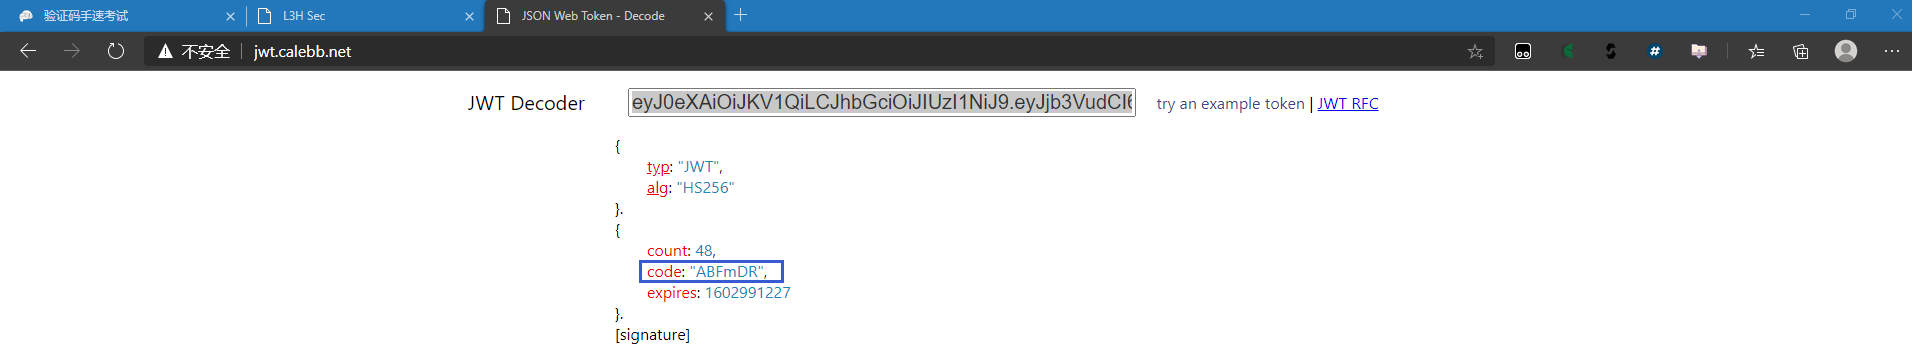 验证码手速考试
L3H Sec
JSON Web Token - Decode
不安全 jwt.calebb.net
JWT Decoder
eyJ0eXAiOiJKV1QiLCJhbGciOiJIUzI1NiJ9.eyJjb3VudCI6
try an example token | JWT RFC
{
typ: "JWT",
alg: "HS256"
}.
{
count: 48,
code: "ABFmDR",
expires: 1602991227
}.
[signature]